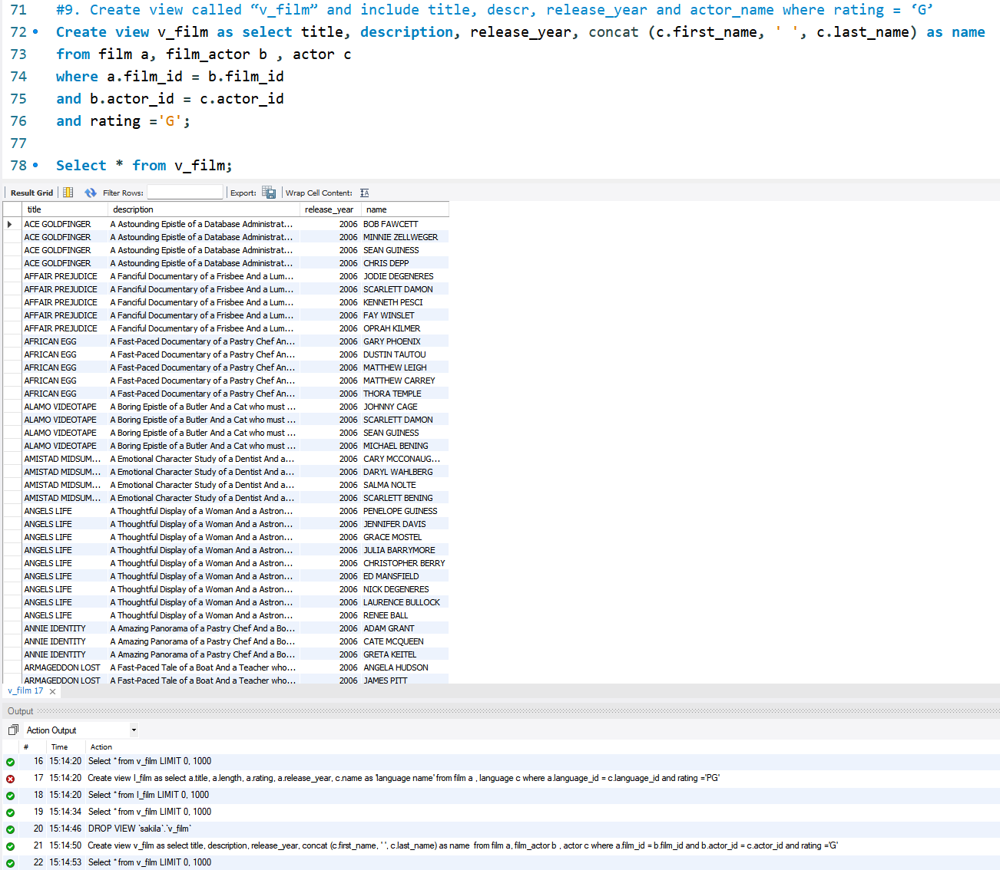 71 #9. Create view called “v_film” and include title, descr, release_year and actor_name where rating = ‘G’
72 Create view v_film as select title, description, release_year, concat (c.first_name, ' ', c.last_name) as name
73 from film a, film_actor b , actor c
74 where a.film_id = b.film_id
75 and b.actor_id = c.actor_id
76 and rating ='G';
77
78 Select * from v_film;
Result Grid Filter Rows: Export: Wrap Cell Content:
title description release_year name
ACE GOLDFINGER A Astounding Epistle of a Database Administrat... 2006 BOB FAWCETT
ACE GOLDFINGER A Astounding Epistle of a Database Administrat... 2006 MINNIE ZELLWEGER
ACE GOLDFINGER A Astounding Epistle of a Database Administrat... 2006 SEAN GUINESS
ACE GOLDFINGER A Astounding Epistle of a Database Administrat... 2006 CHRIS DEPP
AFFAIR PREJUDICE A Fanciful Documentary of a Frisbee And a Lum... 2006 JODIE DEGENERES
AFFAIR PREJUDICE A Fanciful Documentary of a Frisbee And a Lum... 2006 SCARLETT DAMON
AFFAIR PREJUDICE A Fanciful Documentary of a Frisbee And a Lum... 2006 KENNETH PESCI
AFFAIR PREJUDICE A Fanciful Documentary of a Frisbee And a Lum... 2006 FAY WINSLET
AFFAIR PREJUDICE A Fanciful Documentary of a Frisbee And a Lum... 2006 OPRAH KILMER
AFRICAN EGG A Fast-Paced Documentary of a Pastry Chef An... 2006 GARY PHOENIX
AFRICAN EGG A Fast-Paced Documentary of a Pastry Chef An... 2006 DUSTIN TAUTOU
AFRICAN EGG A Fast-Paced Documentary of a Pastry Chef An... 2006 MATTHEW LEIGH
AFRICAN EGG A Fast-Paced Documentary of a Pastry Chef An... 2006 MATTHEW CARREY
AFRICAN EGG A Fast-Paced Documentary of a Pastry Chef An... 2006 THORA TEMPLE
ALAMO VIDEOTAPE A Boring Epistle of a Butler And a Cat who must ... 2006 JOHNNY CAGE
ALAMO VIDEOTAPE A Boring Epistle of a Butler And a Cat who must ... 2006 SCARLETT DAMON
ALAMO VIDEOTAPE A Boring Epistle of a Butler And a Cat who must ... 2006 SEAN GUINESS
ALAMO VIDEOTAPE A Boring Epistle of a Butler And a Cat who must ... 2006 MICHAEL BENING
AMISTAD MIDSUM... A Emotional Character Study of a Dentist And a... 2006 CARY MCCONAUG...
AMISTAD MIDSUM... A Emotional Character Study of a Dentist And a... 2006 DARYL WAHLBERG
AMISTAD MIDSUM... A Emotional Character Study of a Dentist And a... 2006 SALMA NOLTE
AMISTAD MIDSUM... A Emotional Character Study of a Dentist And a... 2006 SCARLETT BENING
ANGELS LIFE A Thoughtful Display of a Woman And a Astron... 2006 PENELOPE GUINESS
ANGELS LIFE A Thoughtful Display of a Woman And a Astron... 2006 JENNIFER DAVIS
ANGELS LIFE A Thoughtful Display of a Woman And a Astron... 2006 GRACE MOSTEL
ANGELS LIFE A Thoughtful Display of a Woman And a Astron... 2006 JULIA BARRYMORE
ANGELS LIFE A Thoughtful Display of a Woman And a Astron... 2006 CHRISTOPHER BERRY
ANGELS LIFE A Thoughtful Display of a Woman And a Astron... 2006 ED MANSFIELD
ANGELS LIFE A Thoughtful Display of a Woman And a Astron... 2006 NICK DEGENERES
ANGELS LIFE A Thoughtful Display of a Woman And a Astron... 2006 LAURENCE BULLOCK
ANGELS LIFE A Thoughtful Display of a Woman And a Astron... 2006 RENEE BALL
ANNIE IDENTITY A Amazing Panorama of a Pastry Chef And a Bo... 2006 ADAM GRANT
ANNIE IDENTITY A Amazing Panorama of a Pastry Chef And a Bo... 2006 CATE MCQUEEN
ANNIE IDENTITY A Amazing Panorama of a Pastry Chef And a Bo... 2006 GRETA KEITEL
ARMAGEDDON LOST A Fast-Paced Tale of a Boat And a Teacher who... 2006 ANGELA HUDSON
ARMAGEDDON LOST A Fast-Paced Tale of a Boat And a Teacher who... 2006 JAMES PITT
v_film 17
Output
Action Output
# Time Action
16 15:14:20 Select * from v_film LIMIT 0, 1000
17 15:14:20 Create view l_film as select a.title, a.length, a.rating, a.release_year, c.name as 'language name' from film a , language c where a.language_id = c.language_id and rating ='PG'
18 15:14:20 Select * from l_film LIMIT 0, 1000
19 15:14:34 Select * from v_film LIMIT 0, 1000
20 15:14:46 DROP VIEW `sakila`.`v_film`
21 15:14:50 Create view v_film as select title, description, release_year, concat (c.first_name, ' ', c.last_name) as name from film a, film_actor b , actor c where a.film_id = b.film_id and b.actor_id = c.actor_id and rating ='G'
22 15:14:53 Select * from v_film LIMIT 0, 1000